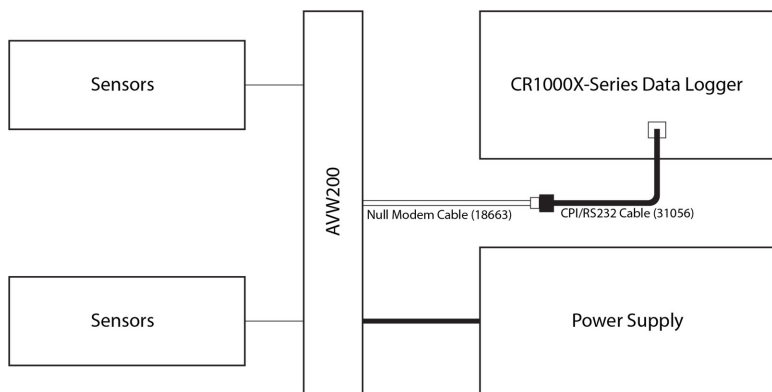 Sensors
CR1000X-Series Data Logger
AVW200
Null Modem Cable (18663)
CPI/RS232 Cable (31056)
Sensors
Power Supply